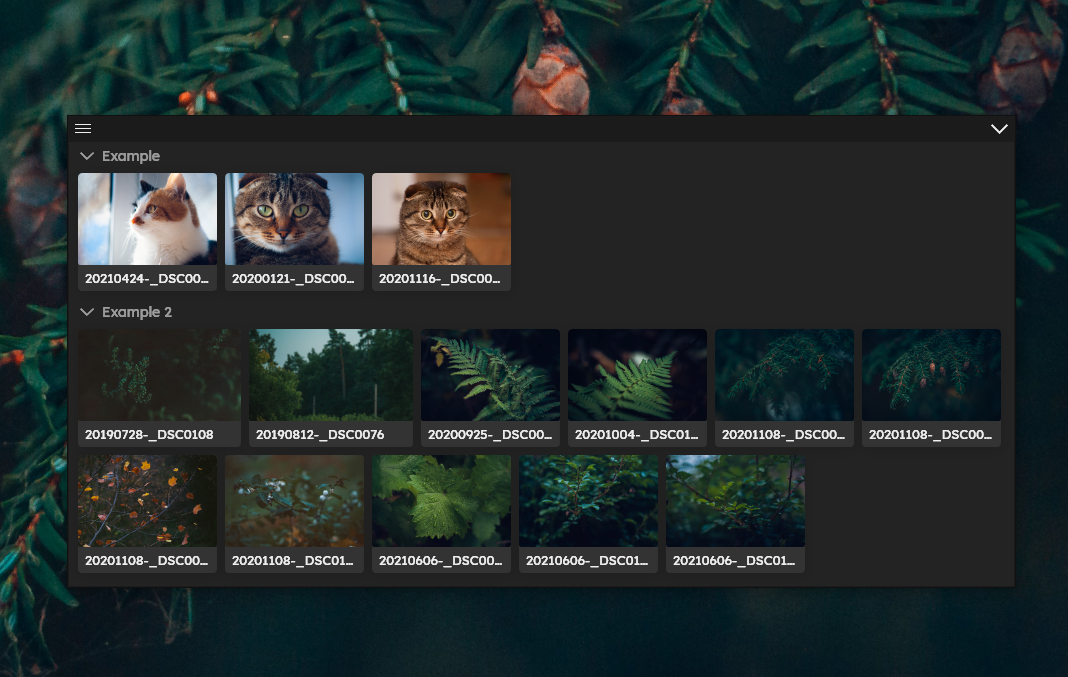 Example
20210424-_DSC00...
20200121-_DSC00...
20201116-_DSC00...
Example 2
20190728-_DSC0108
20190812-_DSC0076
20200925-_DSC00...
20201004-_DSC01...
20201108-_DSC00...
20201108-_DSC00...
20201108-_DSC00...
20201108-_DSC01...
20210606-_DSC00...
20210606-_DSC01...
20210606-_DSC01...